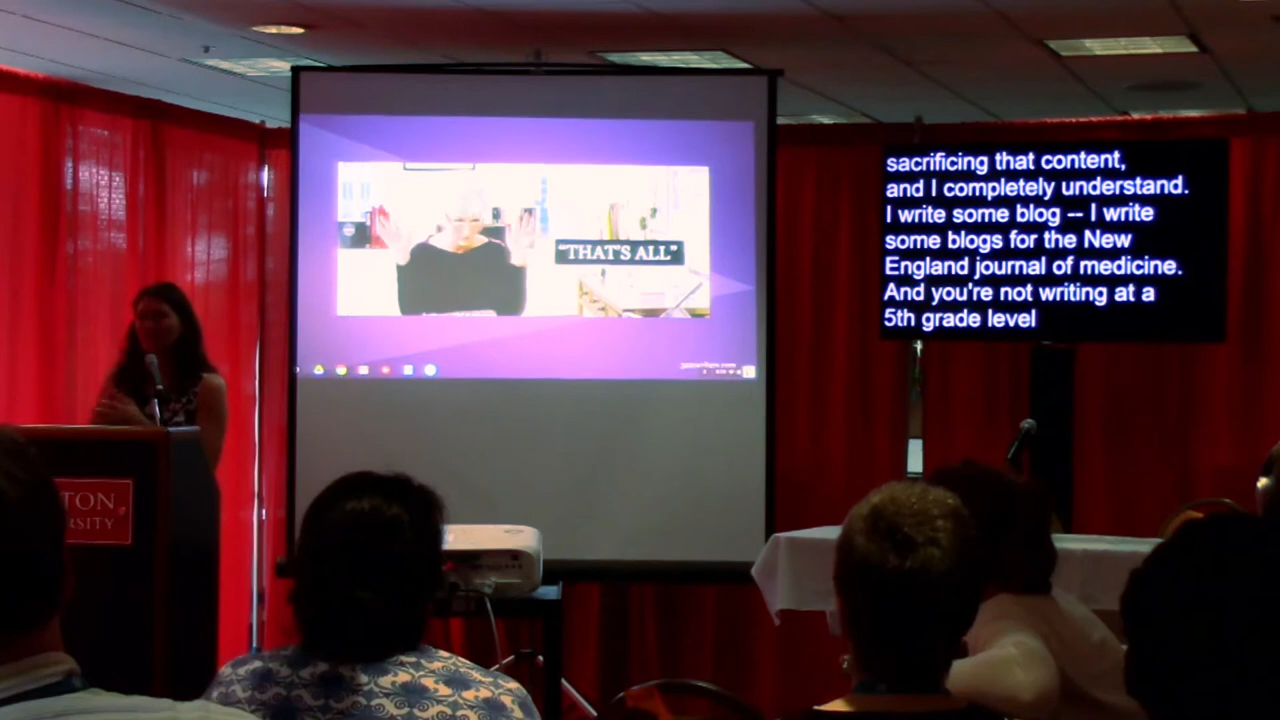 "THAT'S ALL"
sacrificing that content,
and I completely understand.
I write some blog -- I write
some blogs for the New
England journal of medicine.
And you're not writing at a
5th grade level
TON
RSITY